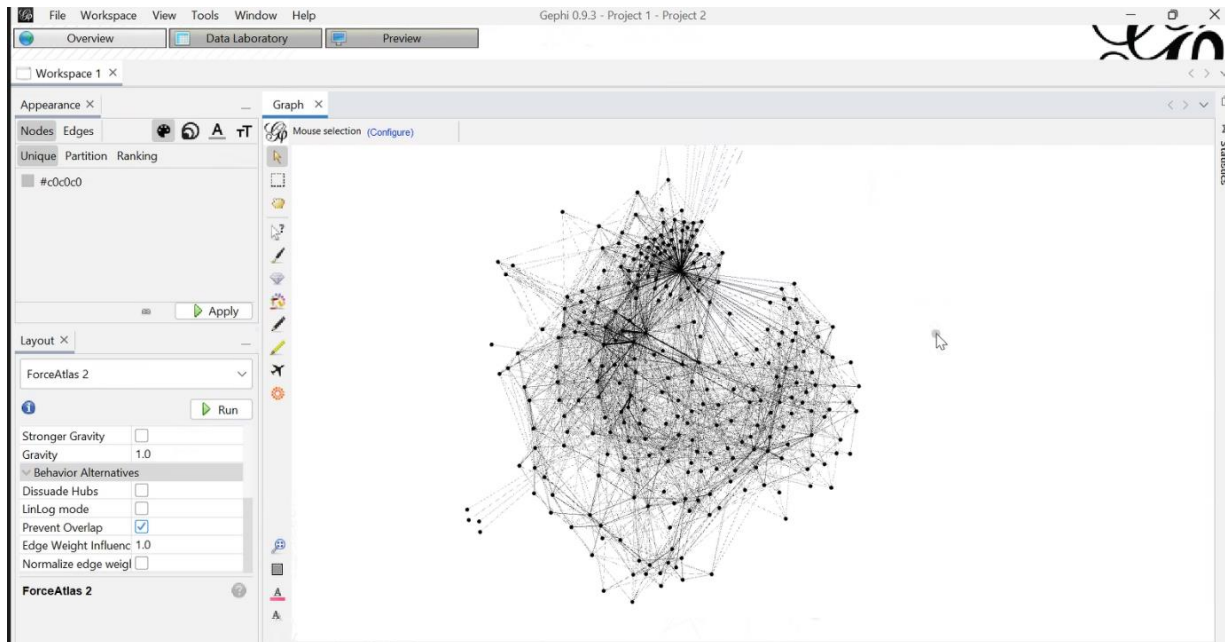 File Workspace View Tools Window Help Gephi 0.9.3 - Project 1 - Project 2
Overview Data Laboratory Preview
Workspace 1
Appearance Graph
Nodes Edges A TT Mouse selection (Configure)
Unique Partition Ranking
#c0c0c0
Statistics
Apply
Layout
ForceAtlas 2
Run
Stronger Gravity
Gravity 1.0
Behavior Alternatives
Dissuade Hubs
LinLog mode
Prevent Overlap
Edge Weight Influenc 1.0
Normalize edge weigl
ForceAtlas 2
A
A